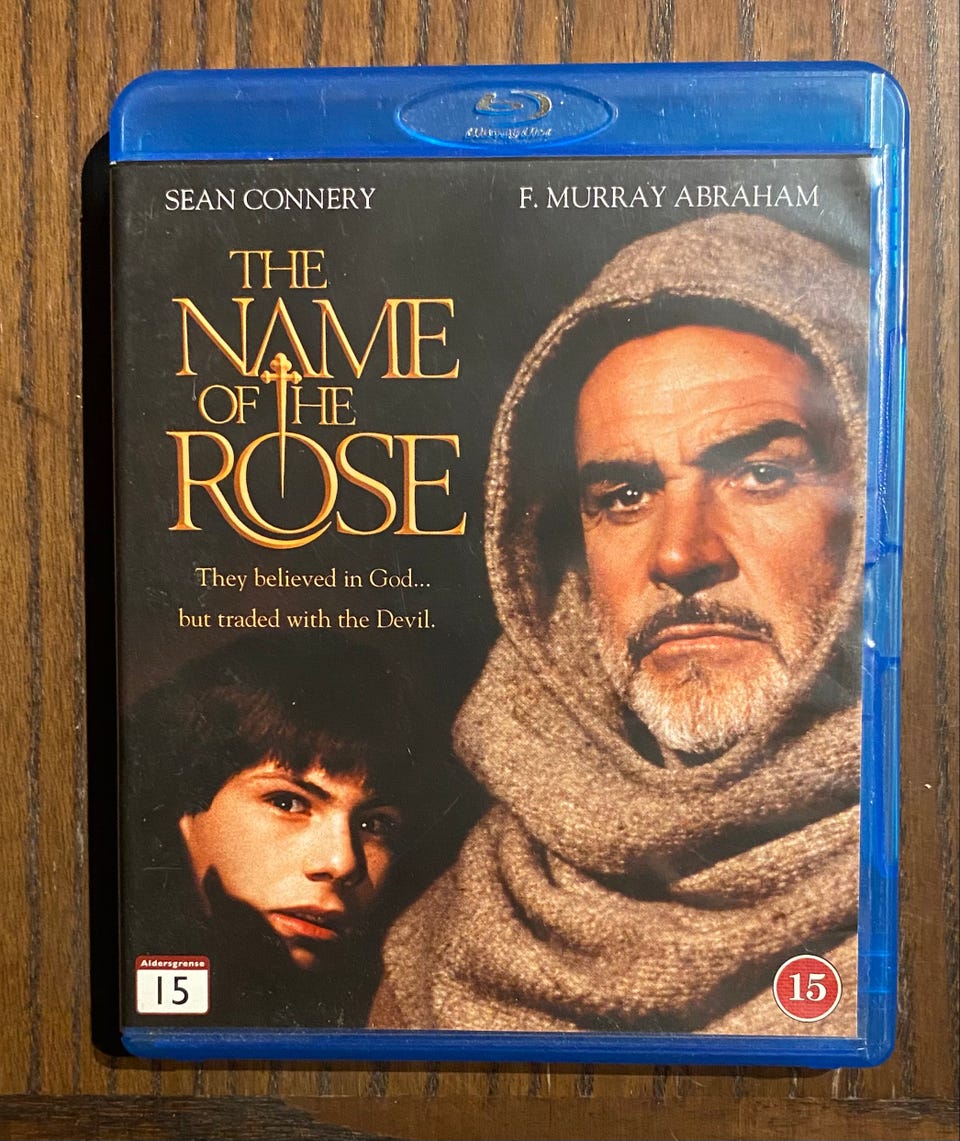 SEAN CONNERY
F. MURRAY ABRAHAM
THE
NAME
OF THE
ROSE
They believed in God...
but traded with the Devil.
Aldersgrense
15
15